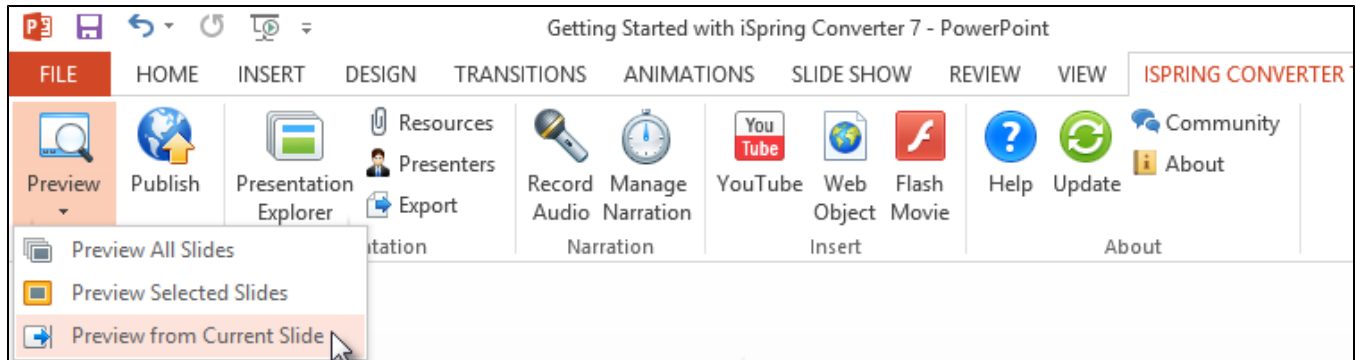 Getting Started with iSpring Converter 7 - PowerPoint
FILE HOME INSERT DESIGN TRANSITIONS ANIMATIONS SLIDE SHOW REVIEW VIEW ISPRING CONVERTER
Preview
Publish
Presentation
Explorer
Resources
Presenters
Export
Record
Audio
Manage
Narration
You
Tube
YouTube
Web
Object
Flash
Movie
Help
Update
Community
About
ntation
Narration
Insert
About
Preview All Slides
Preview Selected Slides
Preview from Current Slide